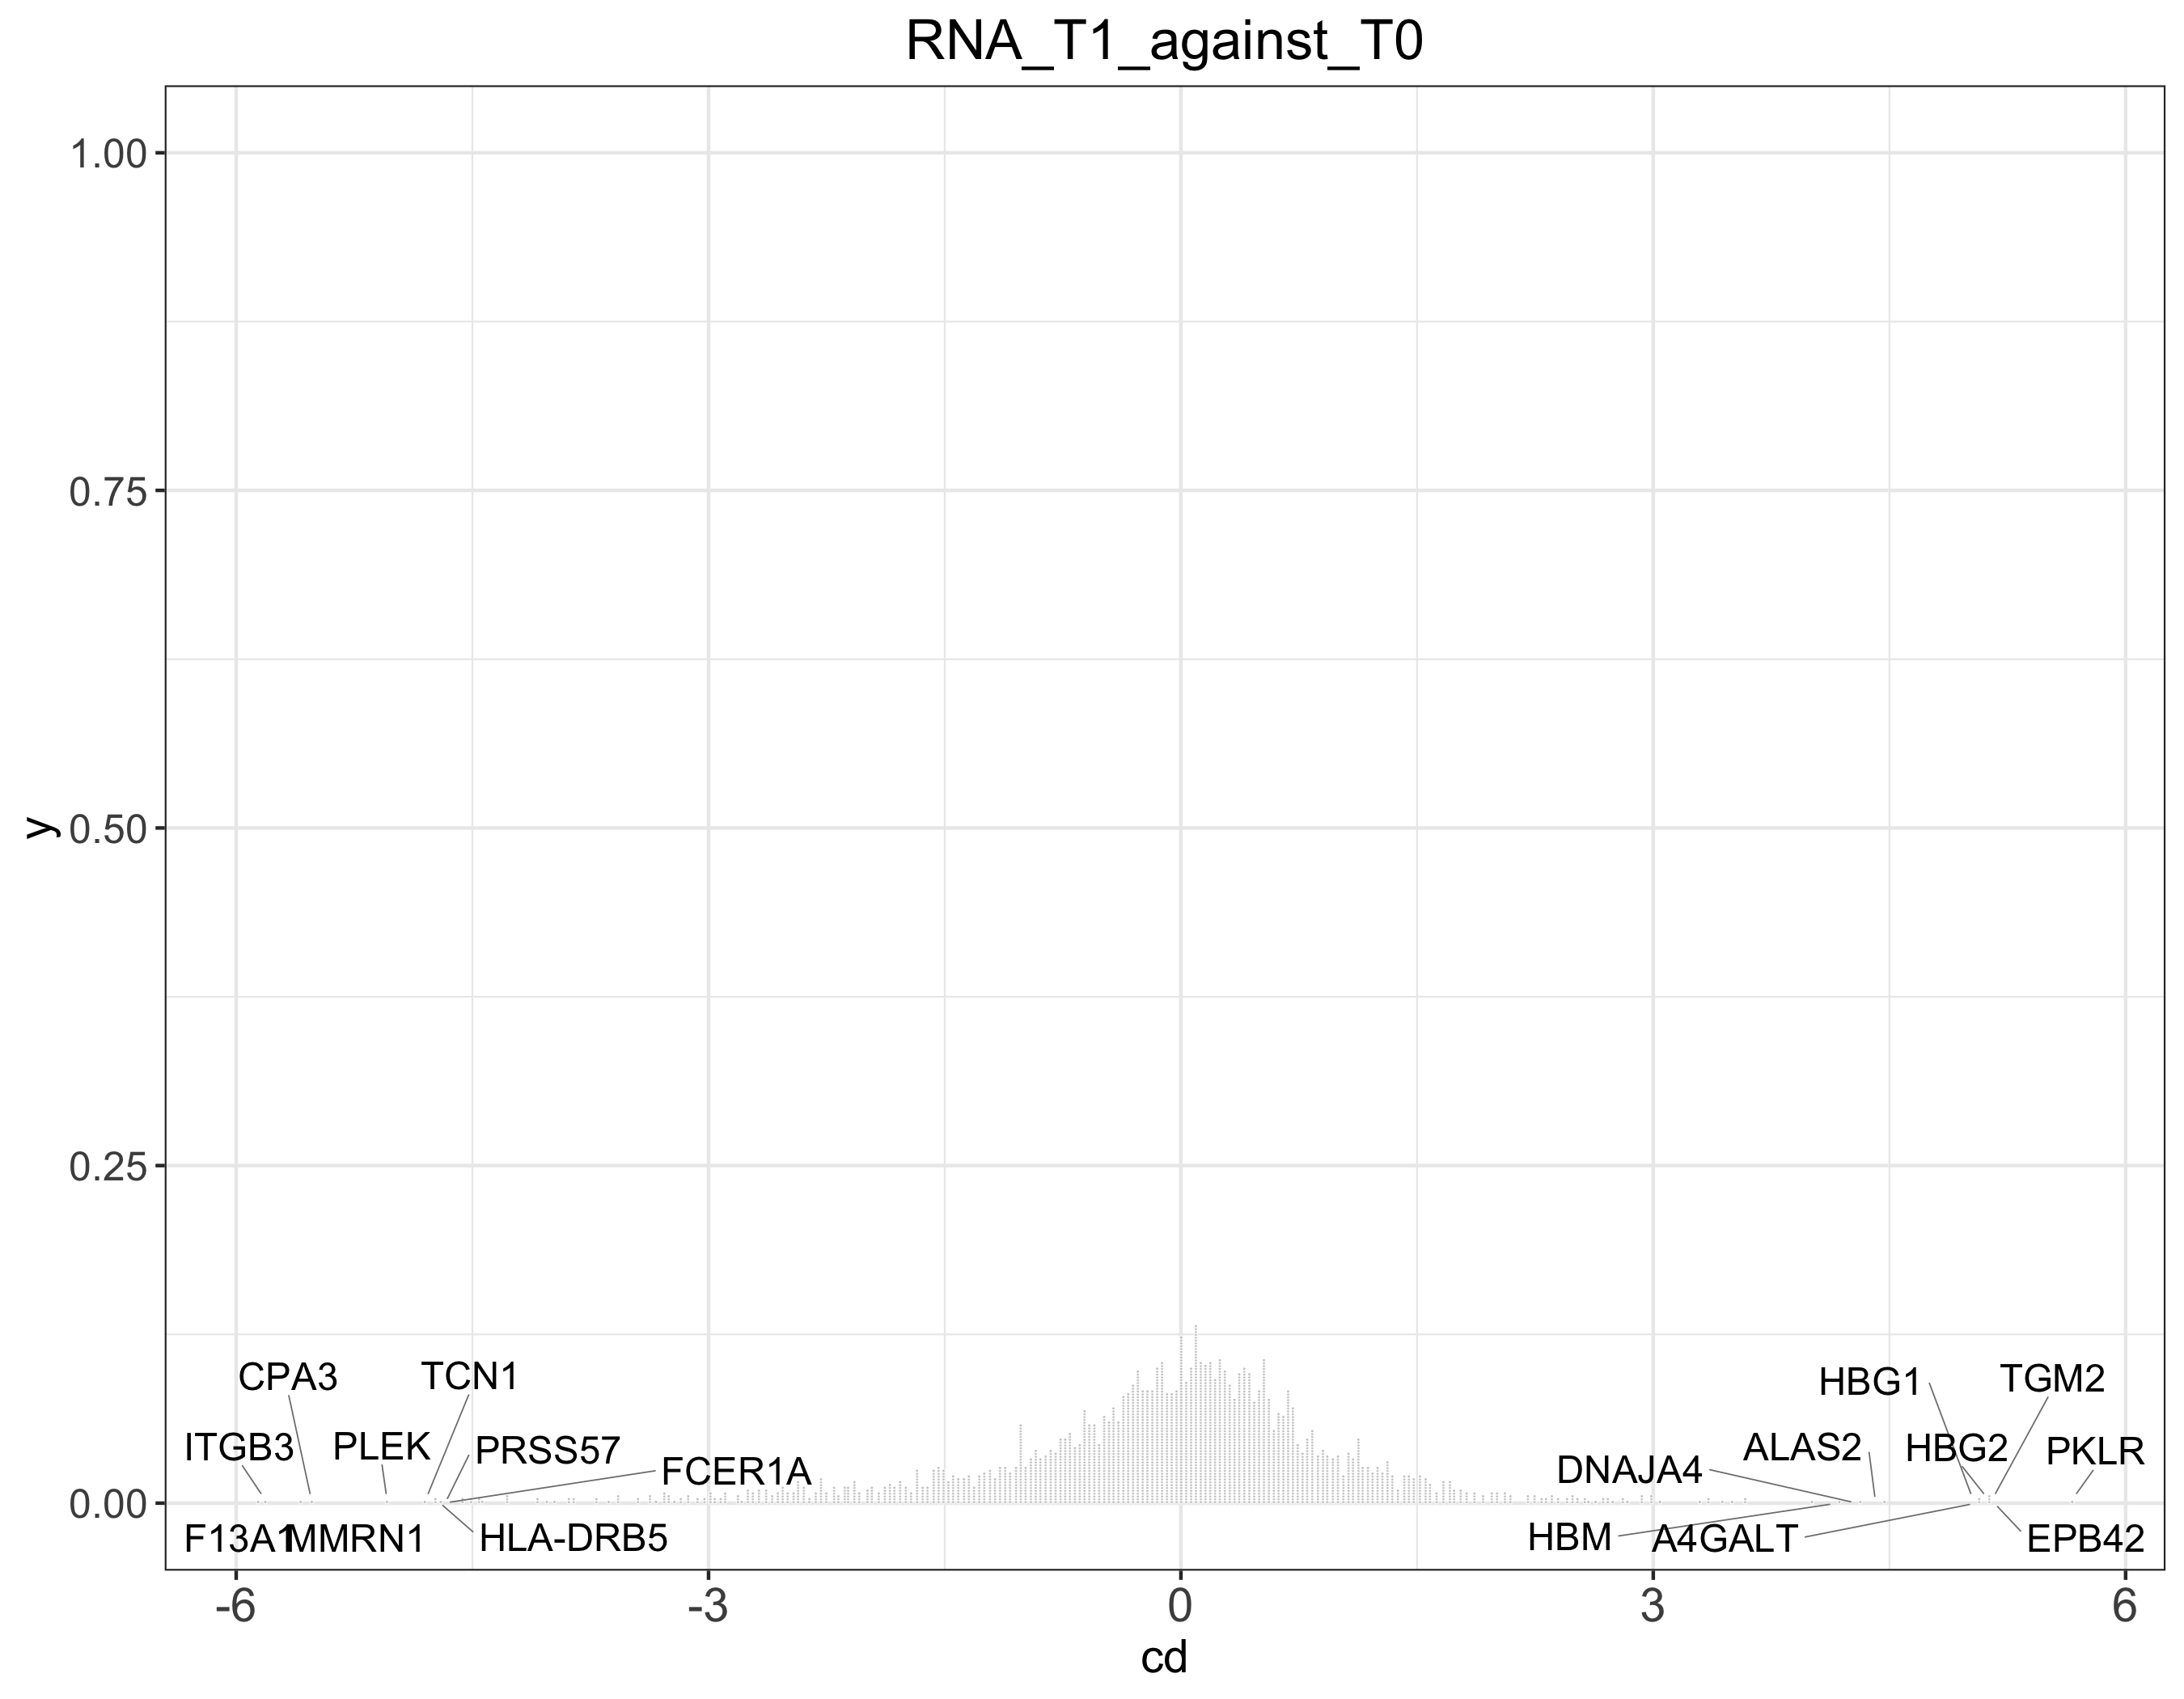 RNA_T1_against_T0
1.00
0.75
0.50
0.25
0.00
y
CPA3
TCN1
ITGB3
PLEK
PRSS57
FCER1A
F13A1
MMRN1
HLA-DRB5
HBG1
TGM2
DNAJA4
ALAS2
HBG2
PKLR
HBM
A4GALT
EPB42
-6
-3
0
3
6
cd